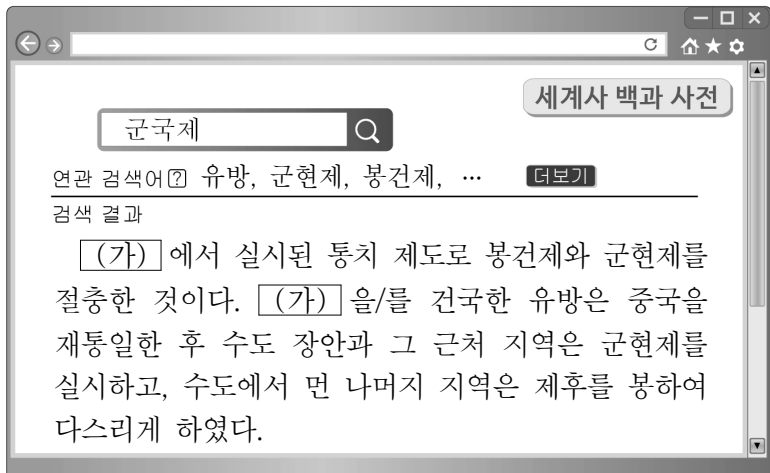 세계사 백과 사전
군국제
연관 검색어? 유방, 군현제, 봉건제, … 더보기
검색 결과
(가) 에서 실시된 통치 제도로 봉건제와 군현제를
절충한 것이다. (가) 을/를 건국한 유방은 중국을
재통일한 후 수도 장안과 그 근처 지역은 군현제를
실시하고, 수도에서 먼 나머지 지역은 제후를 봉하여
다스리게 하였다.